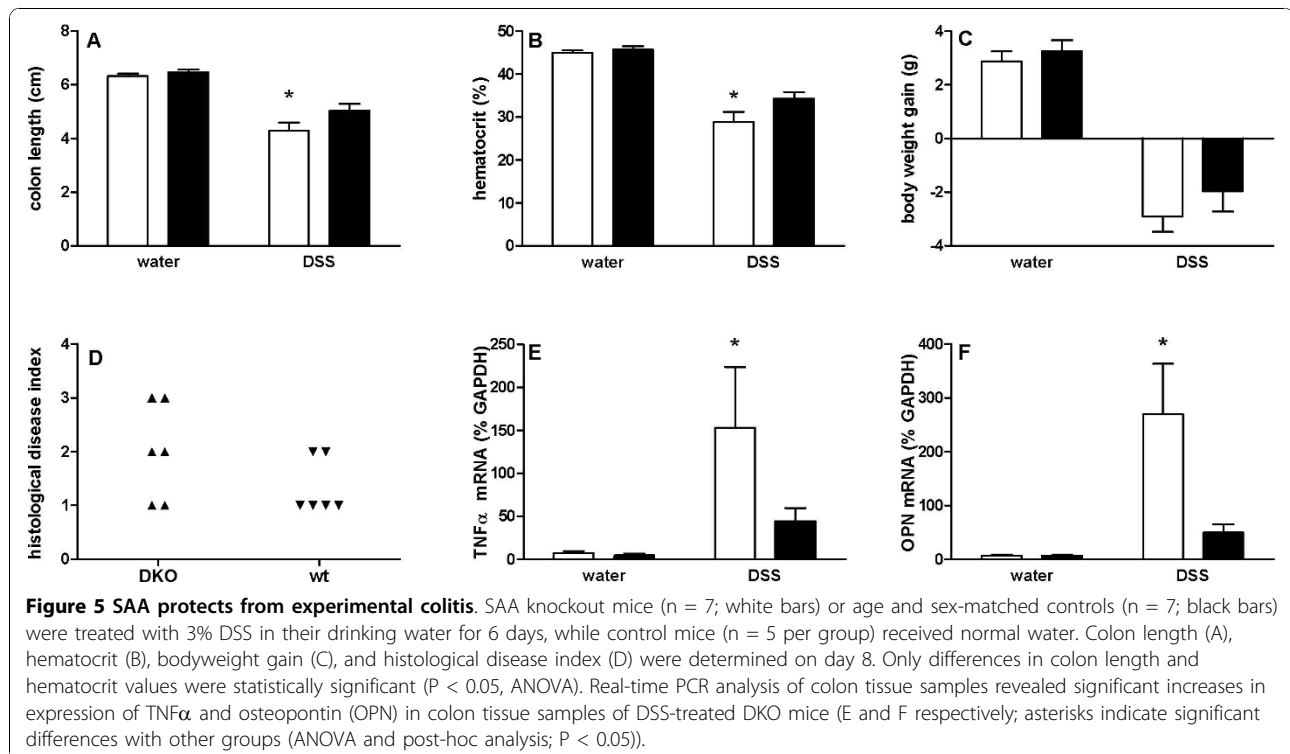 A
colon length (cm)
8
6
4
2
0
*
water
DSS
B
hematocrit (%)
50
40
30
20
10
0
*
water
DSS
C
body weight gain (g)
4
2
0
-2
-4
water
DSS
D
histological disease index
4
3
2
1
0
DKO
wt
E
TNFα mRNA (% GAPDH)
250
200
150
100
50
0
*
water
DSS
F
OPN mRNA (% GAPDH)
400
300
200
100
0
*
water
DSS
Figure 5 SAA protects from experimental colitis. SAA knockout mice (n = 7; white bars) or age and sex-matched controls (n = 7; black bars)
were treated with 3% DSS in their drinking water for 6 days, while control mice (n = 5 per group) received normal water. Colon length (A),
hematocrit (B), bodyweight gain (C), and histological disease index (D) were determined on day 8. Only differences in colon length and
hematocrit values were statistically significant (P < 0.05, ANOVA). Real-time PCR analysis of colon tissue samples revealed significant increases in
expression of TNFα and osteopontin (OPN) in colon tissue samples of DSS-treated DKO mice (E and F respectively; asterisks indicate significant
differences with other groups (ANOVA and post-hoc analysis; P < 0.05)).